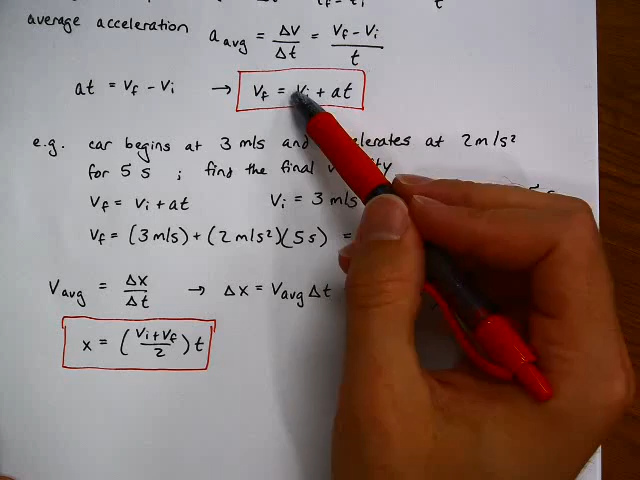 average acceleration a_avg = Δv/Δt = (v_f - v_i)/t
at = v_f - v_i → v_f = v_i + at
e.g. car begins at 3 m/s and at 2 m/s²
for 5 s ; find the final
v_f = v_i + at v_i = 3 m/s
v_f = (3 m/s) + (2 m/s²)(5 s) =
v_avg = Δx/Δt → Δx = v_avg Δt
x = ((v_i + v_f)/2) t